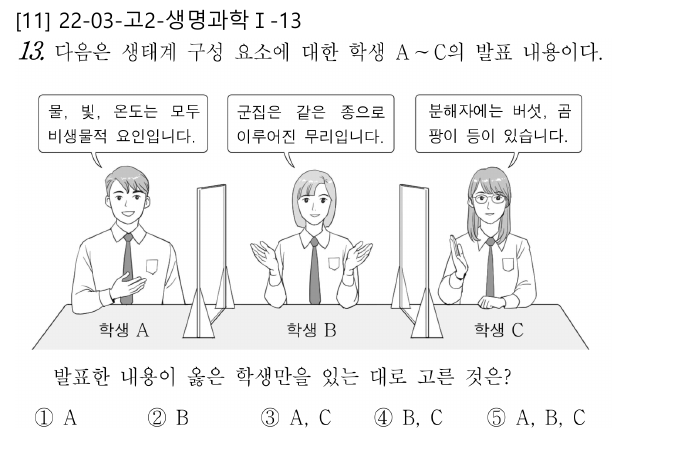 [11] 22-03-고2-생명과학 I -13
13. 다음은 생태계 구성 요소에 대한 학생 A~C의 발표 내용이다.
물, 빛, 온도는 모두
비생물적 요인입니다.
군집은 같은 종으로
이루어진 무리입니다.
분해자에는 버섯, 곰
팡이 등이 있습니다.
학생 A
학생 B
학생 C
발표한 내용이 옳은 학생만을 있는 대로 고른 것은?
① A ② B ③ A, C ④ B, C ⑤ A, B, C